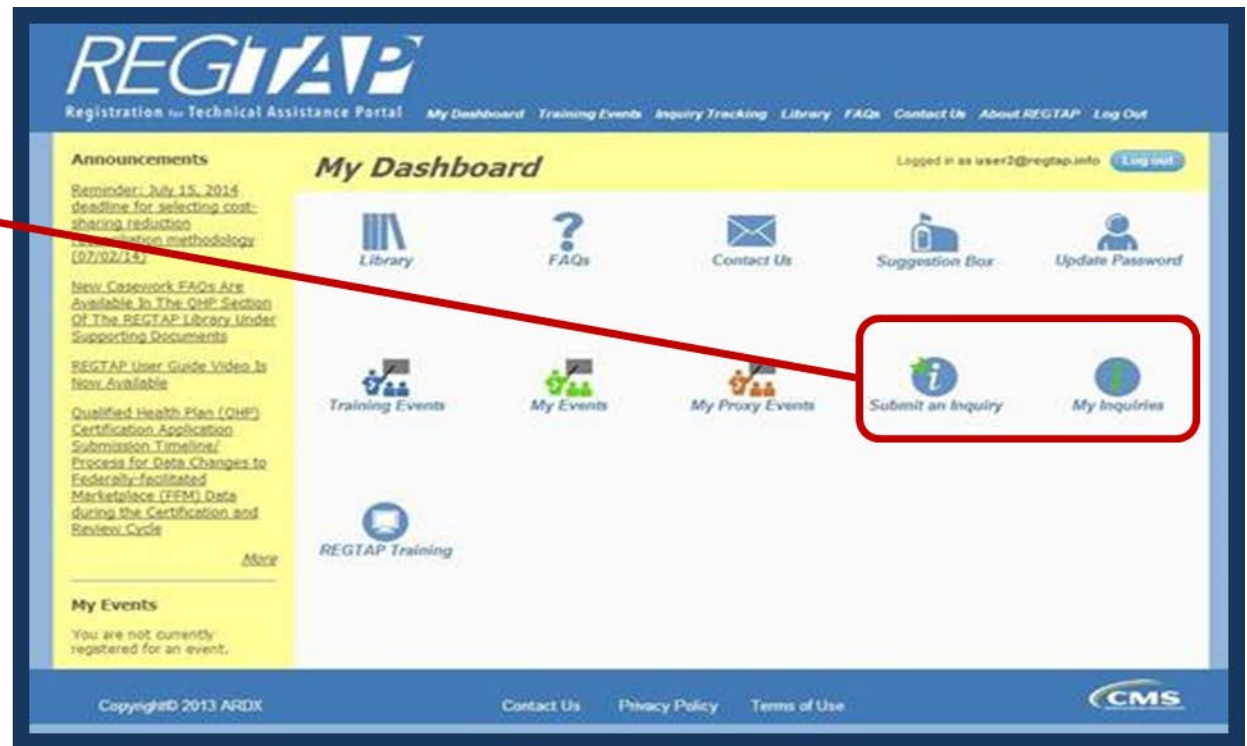 REGTAP
Registration for Technical Assistance Portal
My Dashboard Training Events Inquiry Tracking Library FAQs Contact Us About REGTAP Log Out
Announcements
Reminder: July 15, 2014
deadline for selecting cost-
sharing reduction
methodology
(07/02/14)
New Casework FAQs Are
Available In The QHP Section
Of The REGTAP Library Under
Supporting Documents
REGTAP User Guide Video Is
Now Available
Qualified Health Plan (QHP)
Certification Application
Submission Timeline/
Process for Data Changes to
Federally-facilitated
Marketplace (FFM) Data
during the Certification and
Review Cycle
More
My Events
You are not currently
registered for an event.
My Dashboard
Logged in as user2@regtap.info Log out
Library FAQs Contact Us Suggestion Box Update Password
Training Events My Events My Proxy Events Submit an Inquiry My Inquiries
REGTAP Training
Copyright© 2013 ARDX Contact Us Privacy Policy Terms of Use CMS